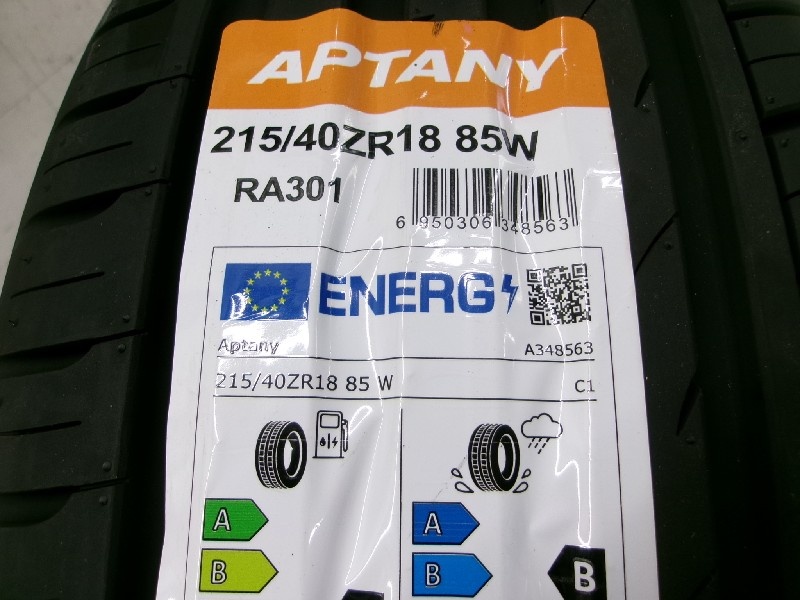 APTANY
215/40ZR18 85W
RA301
6 950306 348563
ENERG
Aptany A348563
215/40ZR18 85 W C1
A A
B B B